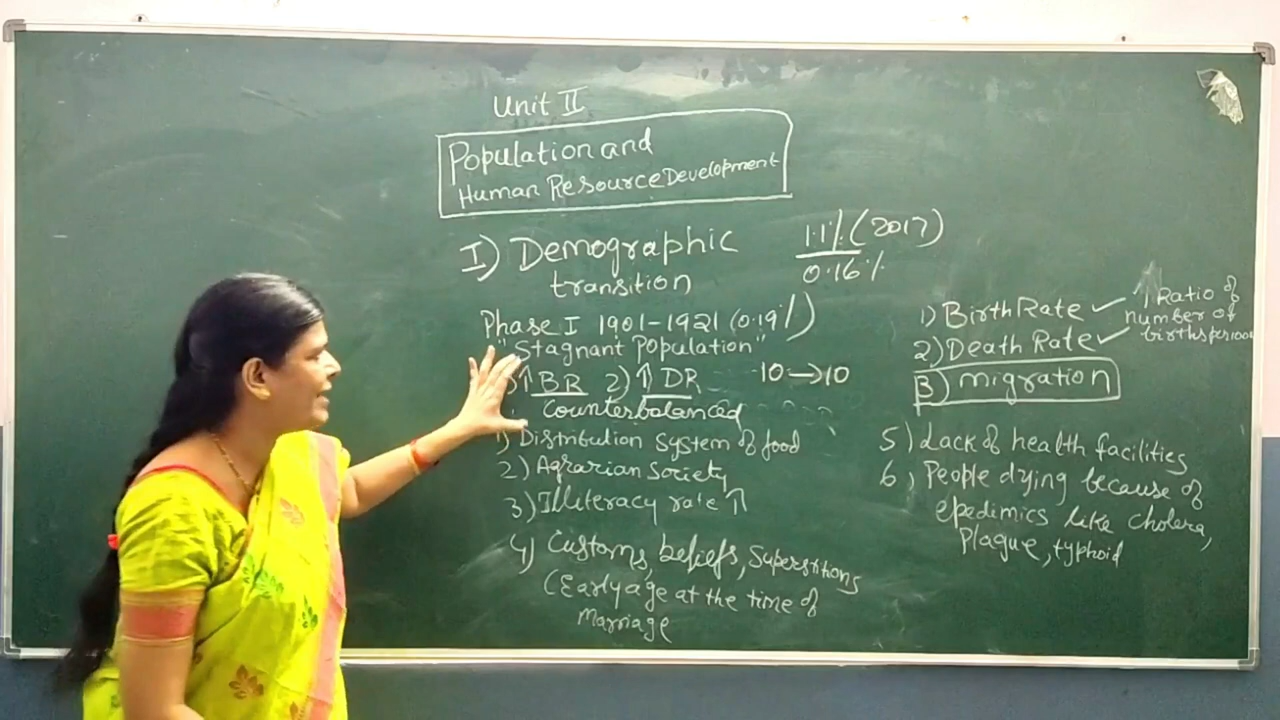 Unit II
Population and
Human Resource Development
I) Demographic
transition
1.1% (2017)
0.16%
Phase I 1901-1921 (0.19%)
"Stagnant Population"
↑ BR 2) ↑ DR 10 → 10
Counterbalanced
1) Distribution system of food
2) Agrarian Society
3) Illiteracy rate ↑
4) Customs, beliefs, Superstitions
(Early age at the time of
Marriage
1) Birth Rate ✓
2) Death Rate ✓
3) migration
Ratio of
number of
births per 1000
5) Lack of health facilities
6) People dying because of
epedimics like cholera,
Plague, typhoid